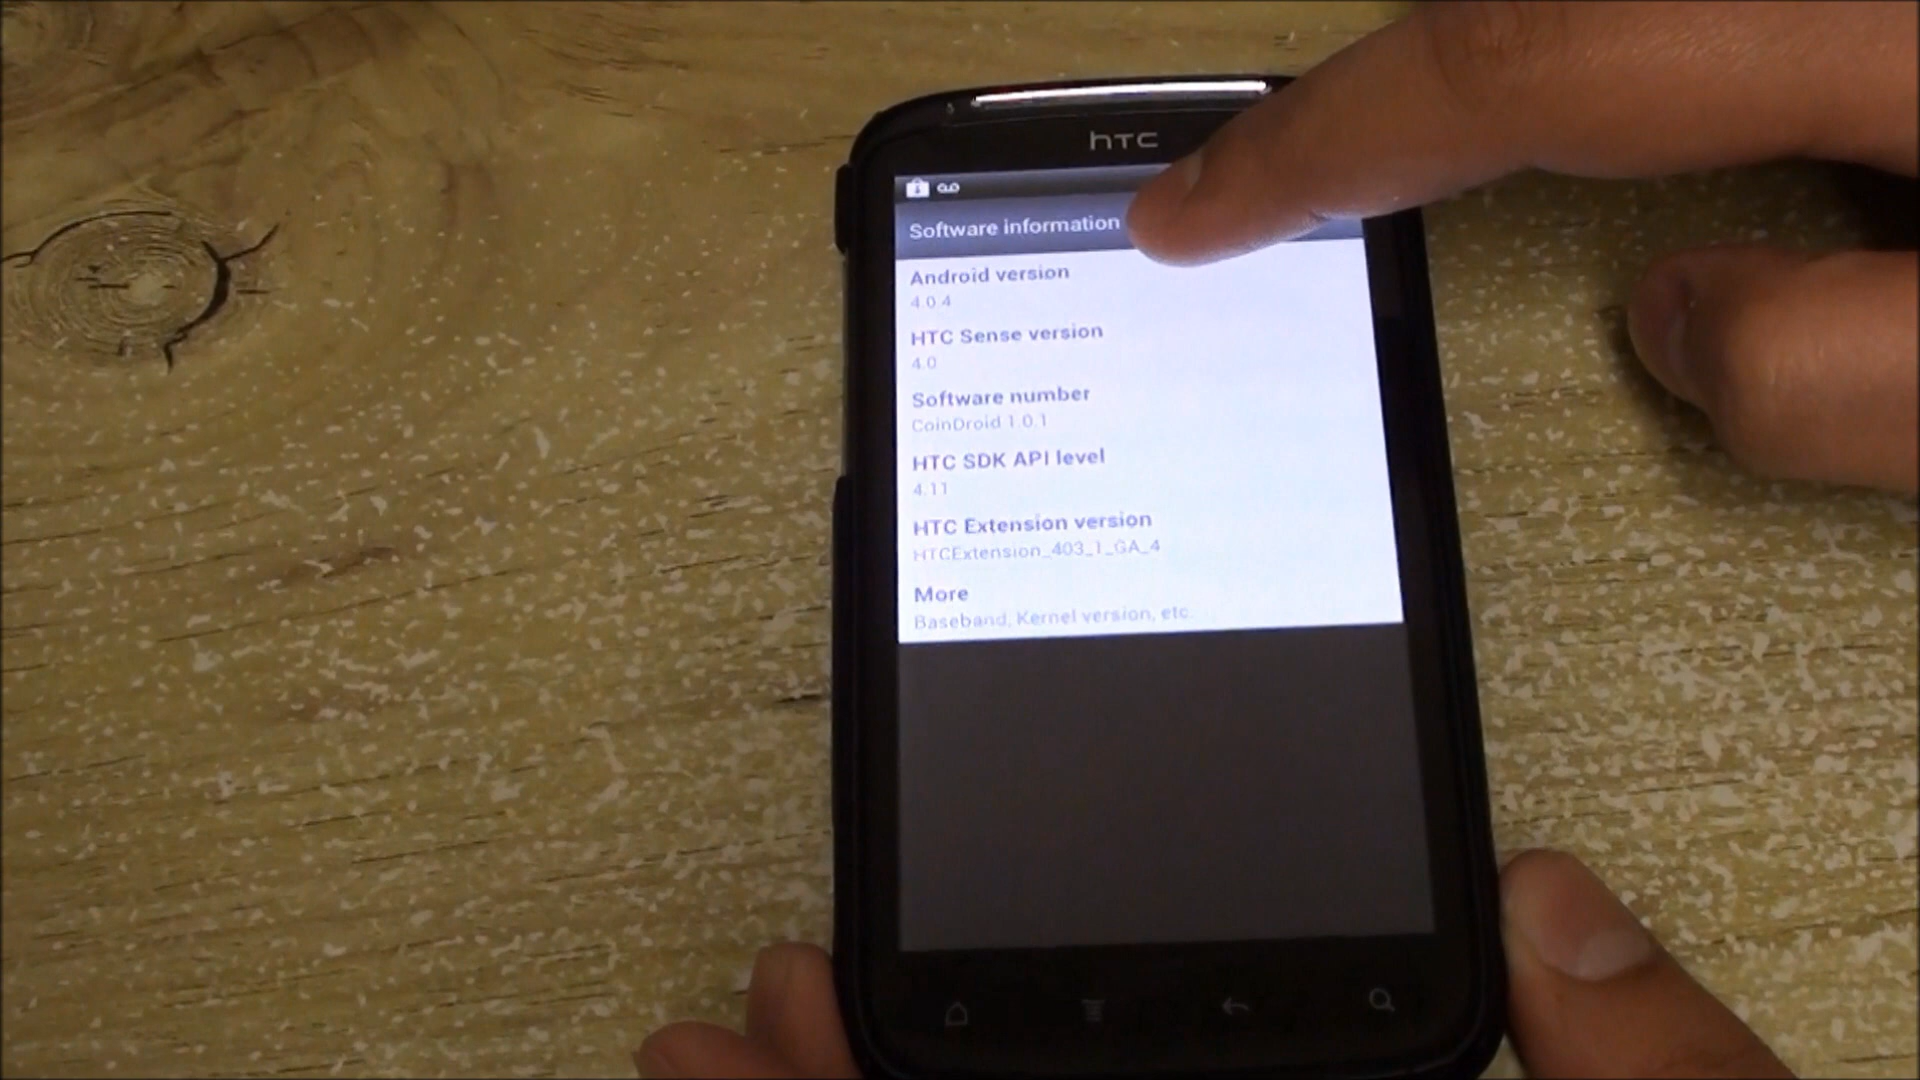 hTC
Software information
Android version
4.0.4
HTC Sense version
4.0
Software number
CoinDroid 1.0.1
HTC SDK API level
4.11
HTC Extension version
HTCExtension_403_1_GA_4
More
Baseband, Kernel version, etc.